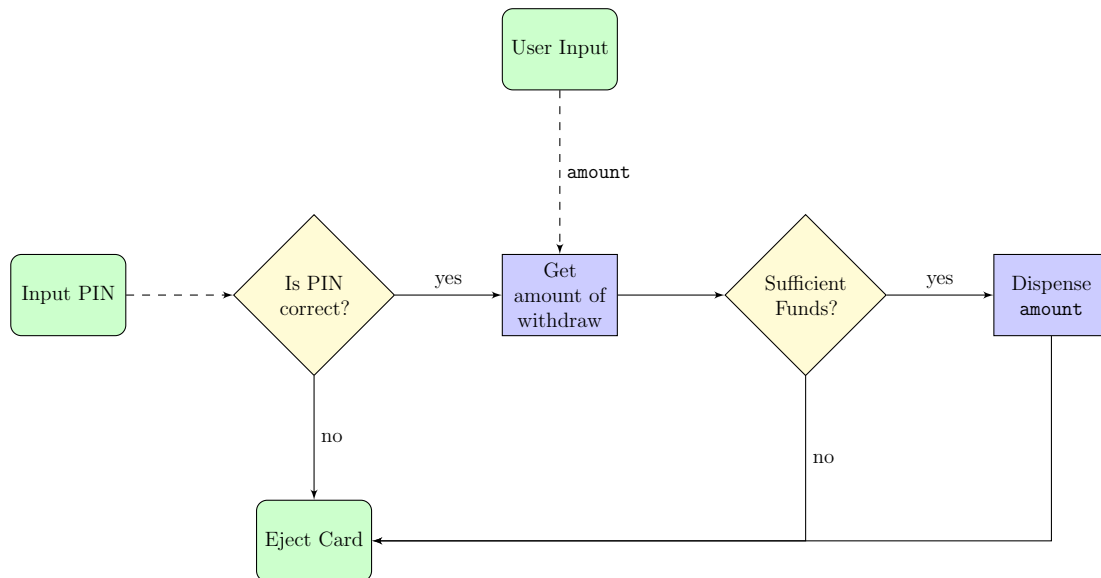 User Input
amount
Input PIN
Is PIN
correct?
yes
Get
amount of
withdraw
Sufficient
Funds?
yes
Dispense
amount
no
no
Eject Card